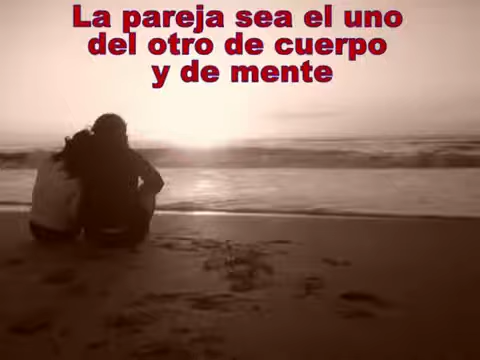 La pareja sea el uno
del otro de cuerpo
y de mente